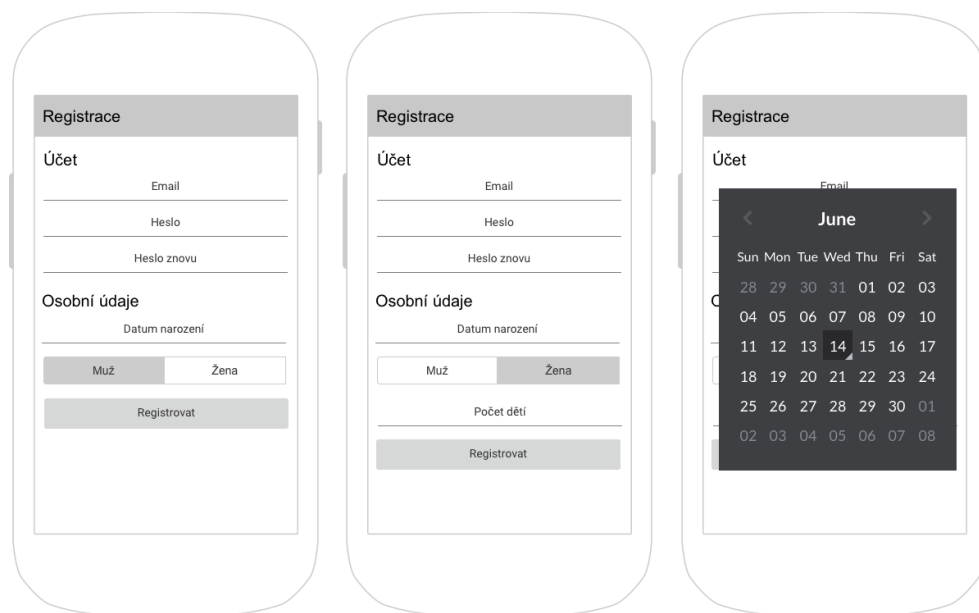 Registrace
Účet
Email
Heslo
Heslo znovu
Osobní údaje
Datum narození
Muž Žena
Registrovat
Registrace
Účet
Email
Heslo
Heslo znovu
Osobní údaje
Datum narození
Muž Žena
Počet dětí
Registrovat
Registrace
Účet
Email
June
Sun Mon Tue Wed Thu Fri Sat
28 29 30 31 01 02 03
04 05 06 07 08 09 10
11 12 13 14 15 16 17
18 19 20 21 22 23 24
25 26 27 28 29 30 01
02 03 04 05 06 07 08